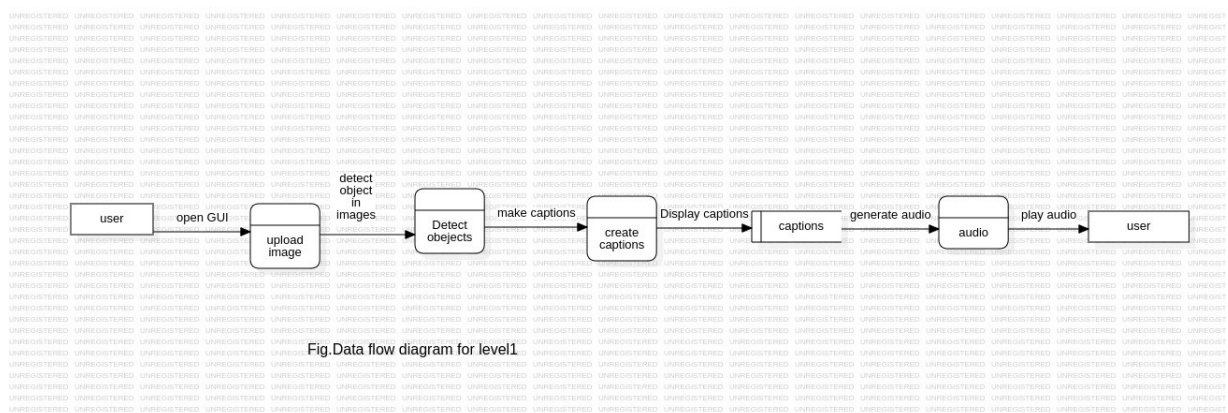 user
open GUI
upload
image
detect
object
in
images
Detect
obejects
make captions
create
captions
Display captions
captions
generate audio
audio
play audio
user
Fig.Data flow diagram for level1
UNREGISTERED